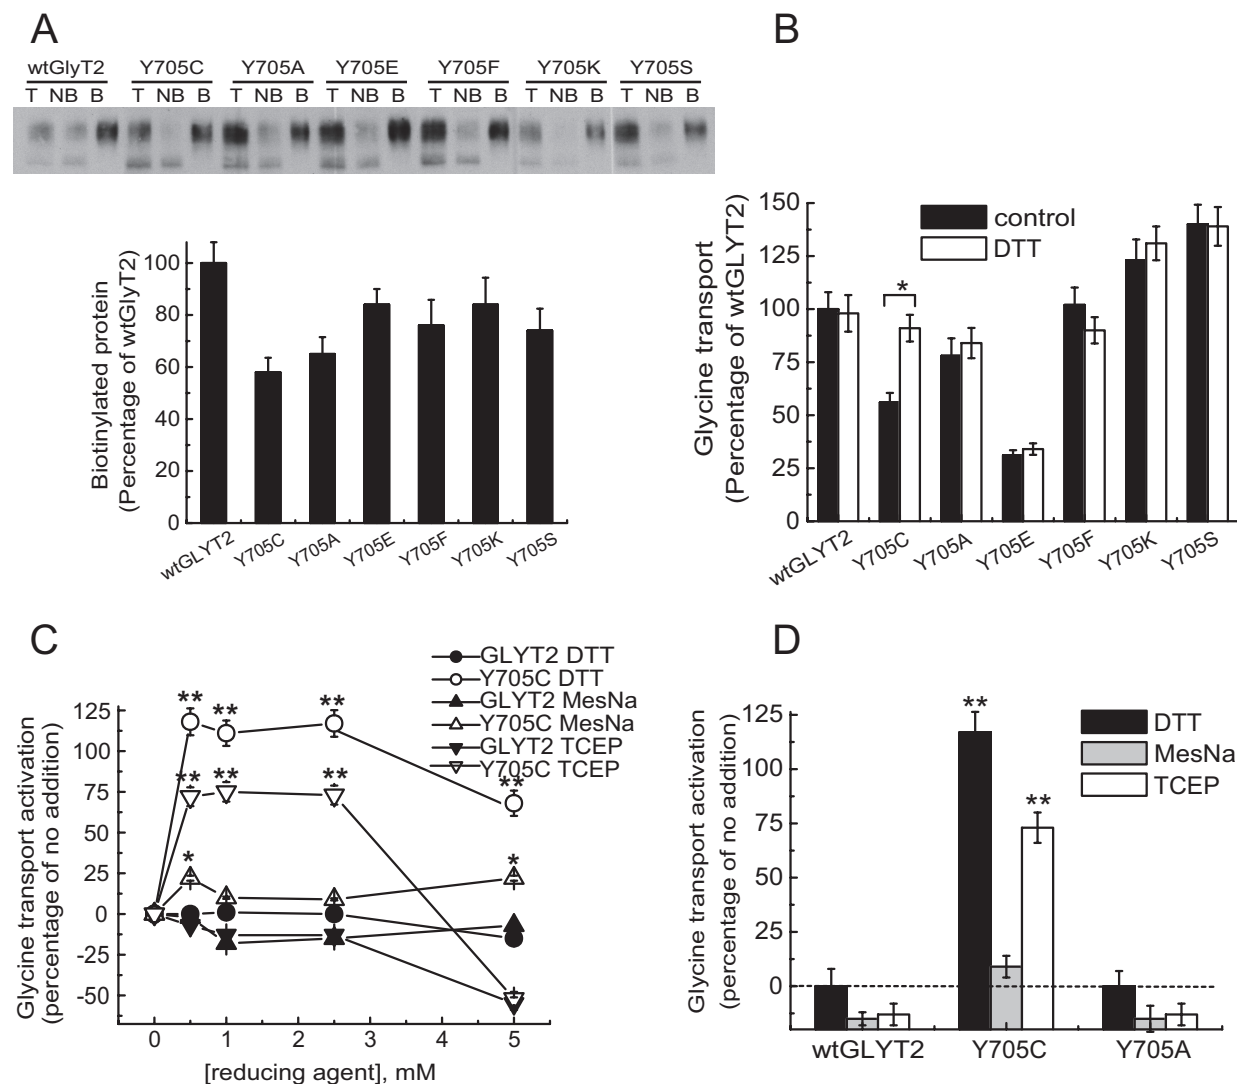 A
wtGlyT2 Y705C Y705A Y705E Y705F Y705K Y705S
T NB B T NB B T NB B T NB B T NB B T NB B T NB B
Biotinylated protein
(Percentage of wtGlyT2)
100
80
60
40
20
0
wtGLYT2 Y705C Y705A Y705E Y705F Y705K Y705S
B
Glycine transport
(Percentage of wtGLYT2)
150
125
100
75
50
25
0
control
DTT
*
wtGLYT2 Y705C Y705A Y705E Y705F Y705K Y705S
C
Glycine transport activation
(percentage of no addition)
GLYT2 DTT
Y705C DTT
GLYT2 MesNa
Y705C MesNa
GLYT2 TCEP
Y705C TCEP
125
100
75
50
25
0
-25
-50
** ** ** **
** ** **
* *
0 1 2 3 4 5
[reducing agent], mM
D
Glycine transport activation
(percentage of no addition)
125
100
75
50
25
0
DTT
MesNa
TCEP
**
**
wtGLYT2 Y705C Y705A